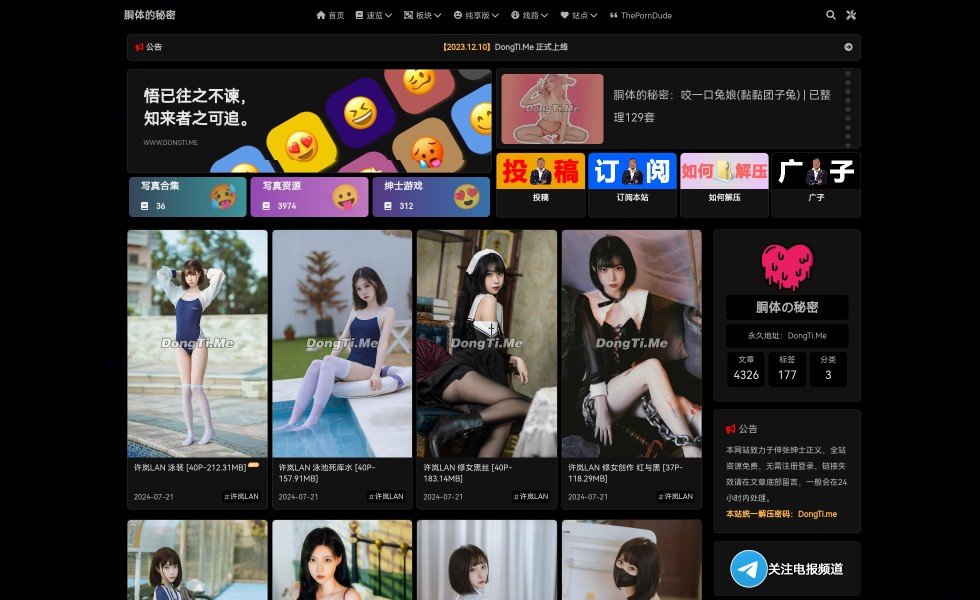 胴体的秘密
首页 速览 板块 纯享版 线路 站点 ThePornDude
公告
【2023.12.10】DongTi.Me 正式上线
悟已往之不谏，
知来者之可追。
WWW.DONGTI.ME
DongTi.Me
胴体的秘密：咬一口兔娘(黏黏团子兔) | 已整
理129套
投稿
订阅
如何解压
广子
投稿
订阅本站
如何解压
广子
写真合集
36
写真资源
3974
绅士游戏
312
DongTi.Me
DongTi.Me
DongTi.Me
DongTi.Me
许岚LAN 泳装 [40P-212.31MB]
2024-07-21
#许岚LAN
许岚LAN 泳池死库水 [40P-
157.91MB]
2024-07-21
#许岚LAN
许岚LAN 修女黑丝 [40P-
183.14MB]
2024-07-21
#许岚LAN
许岚LAN 修女创作 红与黑 [37P-
118.29MB]
2024-07-21
#许岚LAN
胴体の秘密
永久地址：DongTi.Me
文章 标签 分类
4326 177 3
公告
本网站致力于伸张绅士正义，全站
资源免费，无需注册登录，链接失
效请在文章底部留言，一般会在24
小时内处理。
本站统一解压密码：DongTi.me
关注电报频道